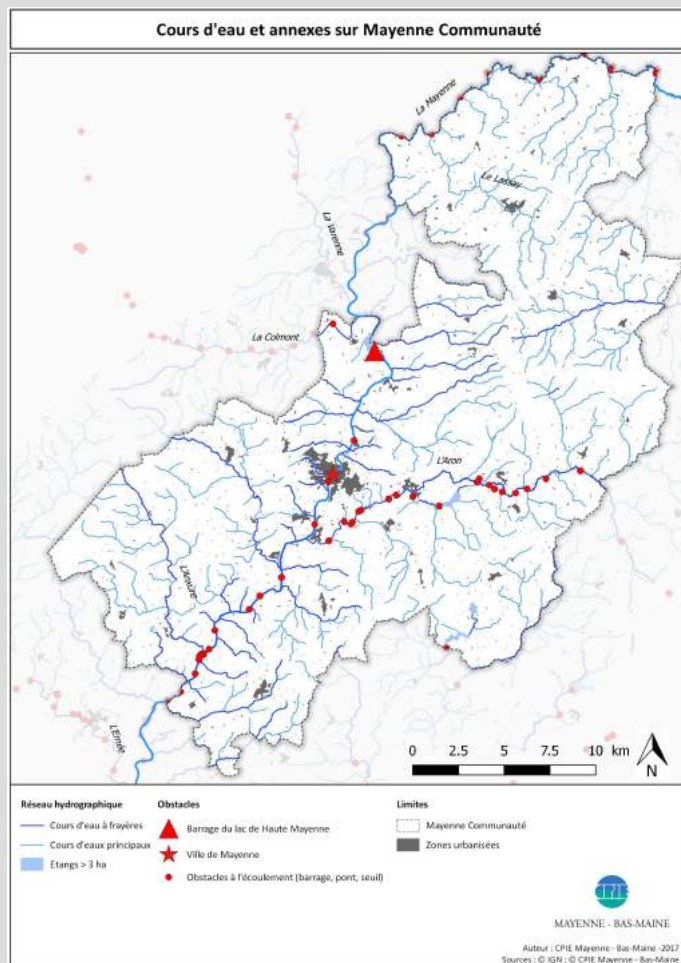 Cours d'eau et annexes sur Mayenne Communauté
La Mayenne
Le Lassay
La Varenne
La Colmont
L'Aron
L'Anxure
L'Ernée
0 2.5 5 7.5 10 km
N
Réseau hydrographique
Cours d'eau à frayères
Cours d'eaux principaux
Etangs > 3 ha
Obstacles
Barrage du lac de Haute Mayenne
Ville de Mayenne
Obstacles à l'écoulement (barrage, pont, seuil)
Limites
Mayenne Communauté
Zones urbanisées
CPIE
MAYENNE - BAS-MAINE
Auteur : CPIE Mayenne - Bas-Maine -2017
Sources : © IGN ; © CPIE Mayenne - Bas-Maine